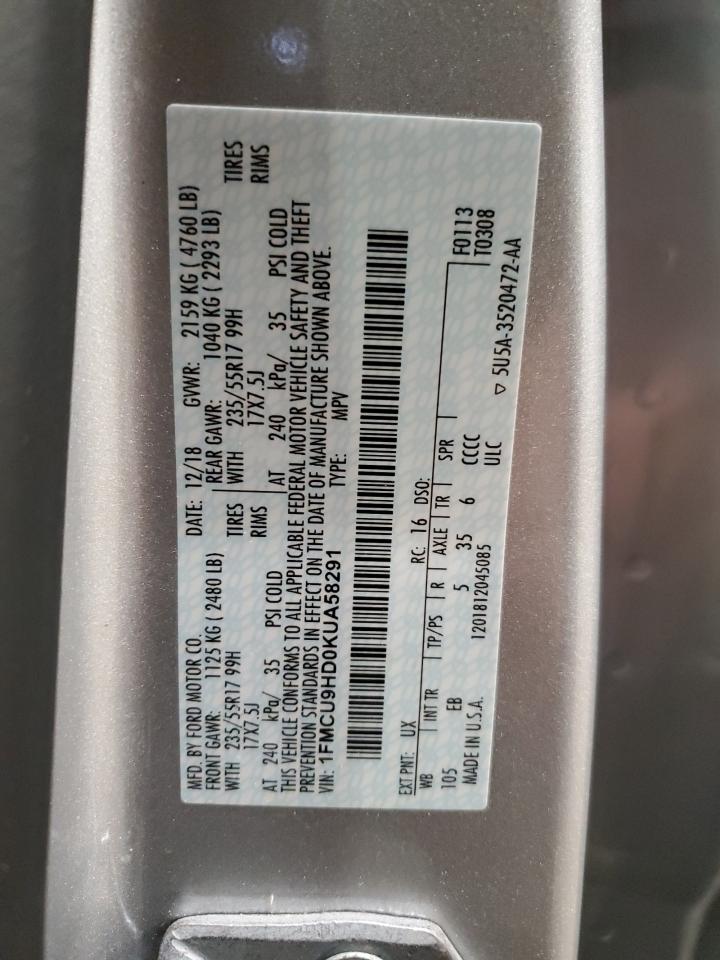 MFD. BY FORD MOTOR CO. DATE: 12/18 GVWR: 2159 KG ( 4760 LB)
FRONT GAWR: 1125 KG ( 2480 LB) REAR GAWR: 1040 KG ( 2293 LB)
WITH 235/55R17 99H TIRES WITH 235/55R17 99H TIRES
17X7.5J RIMS 17X7.5J RIMS
AT 240 kPa/ 35 PSI COLD AT 240 kPa/ 35 PSI COLD
THIS VEHICLE CONFORMS TO ALL APPLICABLE FEDERAL MOTOR VEHICLE SAFETY AND THEFT
PREVENTION STANDARDS IN EFFECT ON THE DATE OF MANUFACTURE SHOWN ABOVE.
VIN: 1FMCU9HD0KUA58291 TYPE: MPV
EXT PNT: UX RC: 16 DSO: F0113
WB INT TR TP/PS R AXLE TR SPR T0308
105 EB 5 35 6 CCCC
MADE IN U.S.A. 1201812045085 ULC ▽ 5U5A-3520472-AA